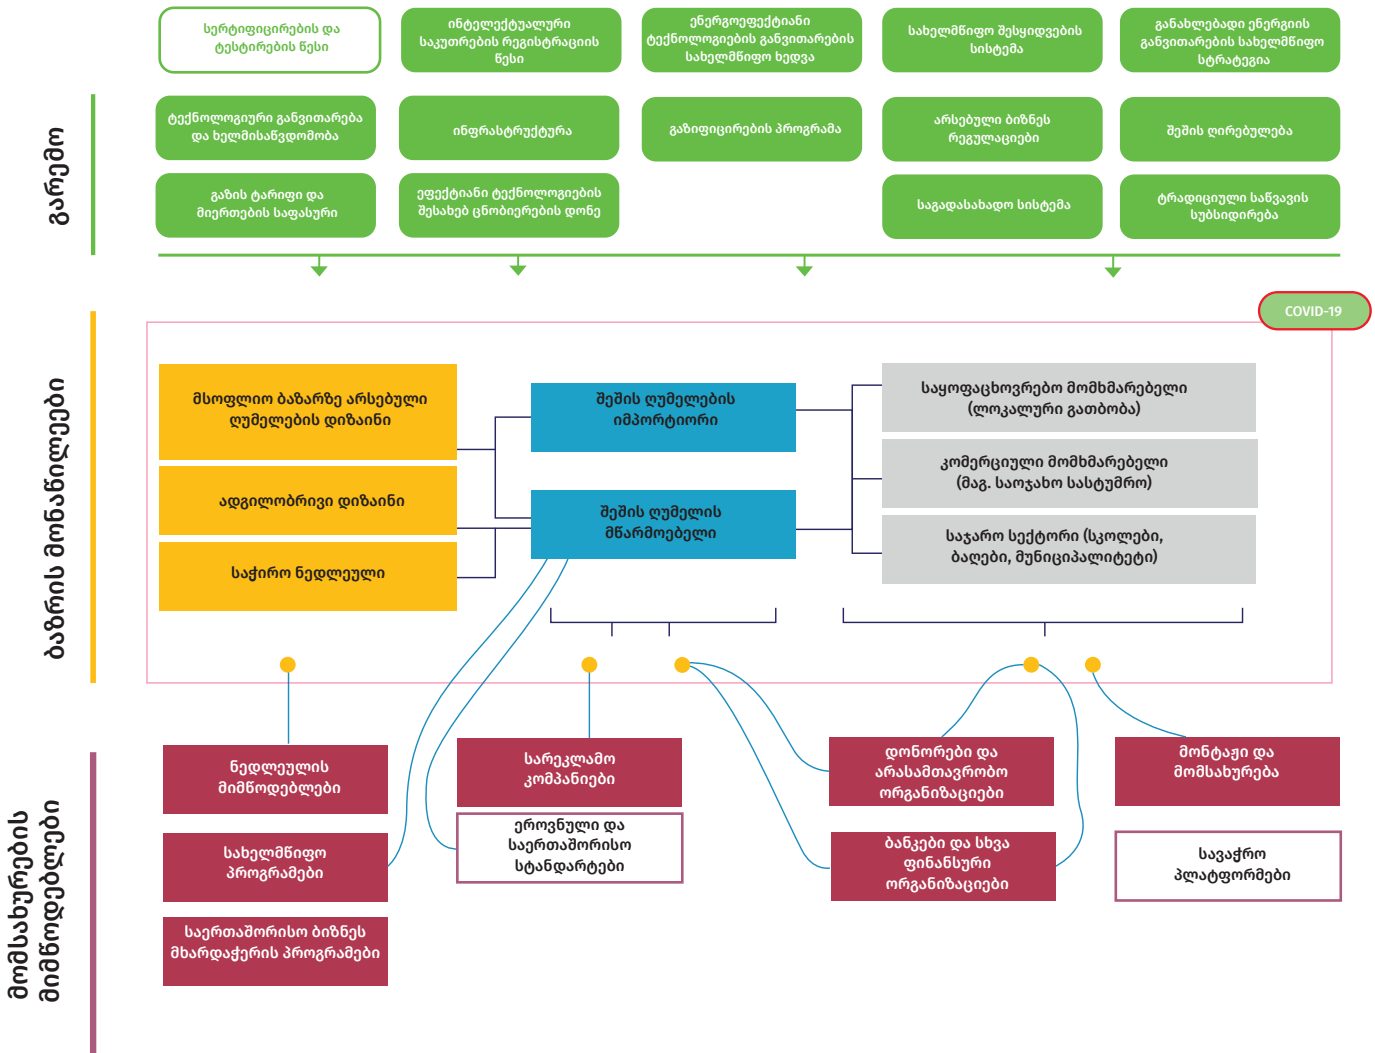 სერტიფიცირების და
ტესტირების წესი
ინტელექტუალური
საკუთრების რეგისტრაციის
წესი
ენერგოეფექტიანი
ტექნოლოგიების განვითარების
სახელმწიფო ხედვა
სახელმწიფო შესყიდვების
სისტემა
განახლებადი ენერგიის
განვითარების სახელმწიფო
სტრატეგია
გარემო
ტექნოლოგიური განვითარება
და ხელმისაწვდომობა
ინფრასტრუქტურა
გაზიფიცირების პროგრამა
არსებული ბიზნეს
რეგულაციები
შეშის ღირებულება
გაზის ტარიფი და
მიერთების საფასური
ეფექტიანი ტექნოლოგიების
შესახებ ცნობიერების დონე
საგადასახადო სისტემა
ტრადიციული საწვავის
სუბსიდირება
COVID-19
ბაზრის მონაწილეები
მსოფლიო ბაზარზე არსებული
ღუმელების დიზაინი
ადგილობრივი დიზაინი
საჭირო ნედლეული
შეშის ღუმელების
იმპორტიორი
შეშის ღუმელის
მწარმოებელი
საყოფაცხოვრებო მომხმარებელი
(ლოკალური გათბობა)
კომერციული მომხმარებელი
(მაგ. საოჯახო სასტუმრო)
საჯარო სექტორი (სკოლები,
ბაღები, მუნიციპალიტეტი)
მომსახურების
მიმწოდებლები
ნედლეულის
მიმწოდებლები
სახელმწიფო
პროგრამები
საერთაშორისო ბიზნეს
მხარდაჭერის პროგრამები
სარეკლამო
კომპანიები
ეროვნული და
საერთაშორისო
სტანდარტები
დონორები და
არასამთავრობო
ორგანიზაციები
ბანკები და სხვა
ფინანსური
ორგანიზაციები
მონტაჟი და
მომსახურება
სავაჭრო
პლატფორმები